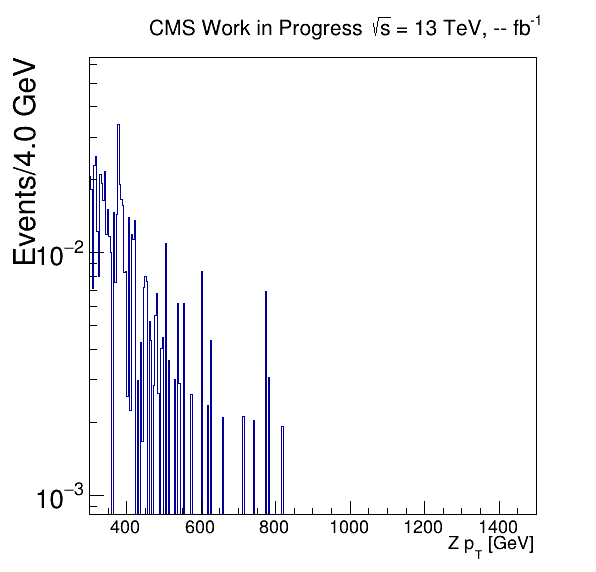 CMS Work in Progress √s = 13 TeV, -- fb⁻¹
Events/4.0 GeV
10⁻²
10⁻³
400 600 800 1000 1200 1400
Z p_T [GeV]